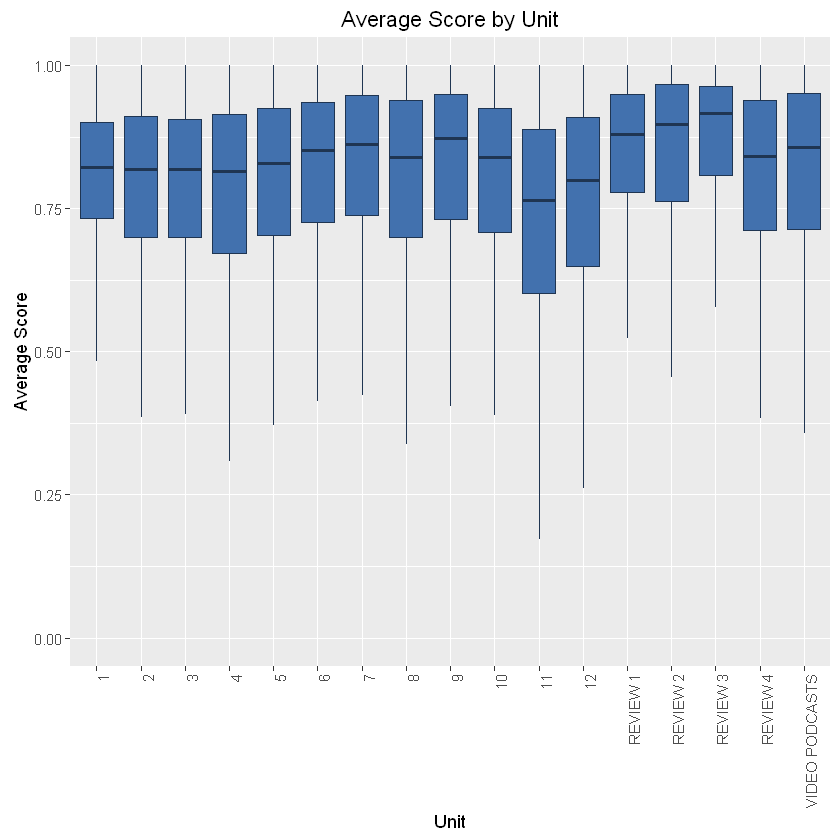 Average Score by Unit
Average Score
1.00
0.75
0.50
0.25
0.00
1
2
3
4
5
6
7
8
9
10
11
12
REVIEW 1
REVIEW 2
REVIEW 3
REVIEW 4
VIDEO PODCASTS
Unit